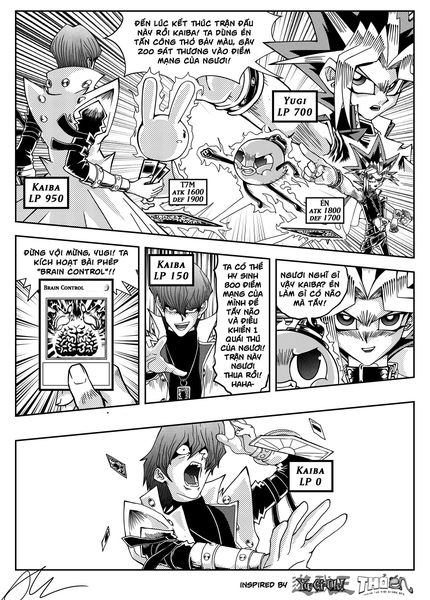 ĐẾN LÚC KẾT THÚC TRẬN ĐẤU
NÀY RỒI KAIBA! TA DÙNG ÉN
TẤN CÔNG THỎ BẢY MÀU, GÂY
200 SÁT THƯƠNG VÀO ĐIỂM
MẠNG CỦA NGƯƠI!
YUGI
LP 700
KAIBA
LP 950
T7M
ATK 1600
DEF 1900
ÉN
ATK 1800
DEF 1700
ĐỪNG VỘI MỪNG, YUGI! TA
KÍCH HOẠT BÀI PHÉP
"BRAIN CONTROL"!!
BRAIN CONTROL
KAIBA
LP 150
TA CÓ THỂ
HY SINH
800 ĐIỂM
MẠNG CỦA
MÌNH ĐỂ
TẨY NÃO
VÀ ĐIỀU
KHIỂN 1
QUÁI THÚ
CỦA NGƯƠI!
TRẬN NÀY
NGƯƠI
THUA RỒI!
HAHA-
NGƯƠI NGHĨ GÌ
VẬY KAIBA? ÉN
LÀM GÌ CÓ NÃO
MÀ TẨY!
KAIBA
LP 0
INSPIRED BY
Yu-Gi-Oh!
THỎ ÉN